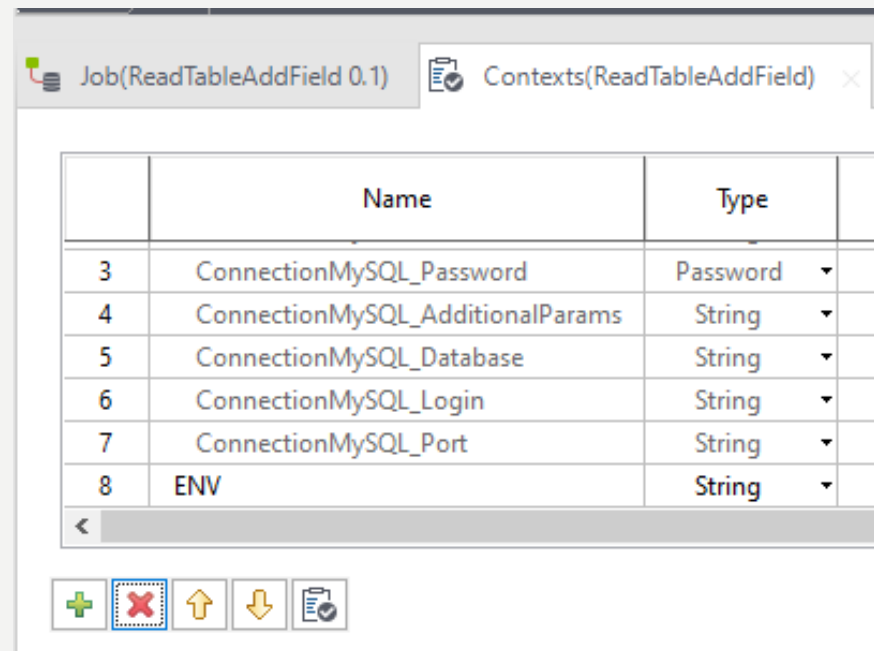 Job(ReadTableAddField 0.1) Contexts(ReadTableAddField)
Name Type
3 ConnectionMySQL_Password Password
4 ConnectionMySQL_AdditionalParams String
5 ConnectionMySQL_Database String
6 ConnectionMySQL_Login String
7 ConnectionMySQL_Port String
8 ENV String